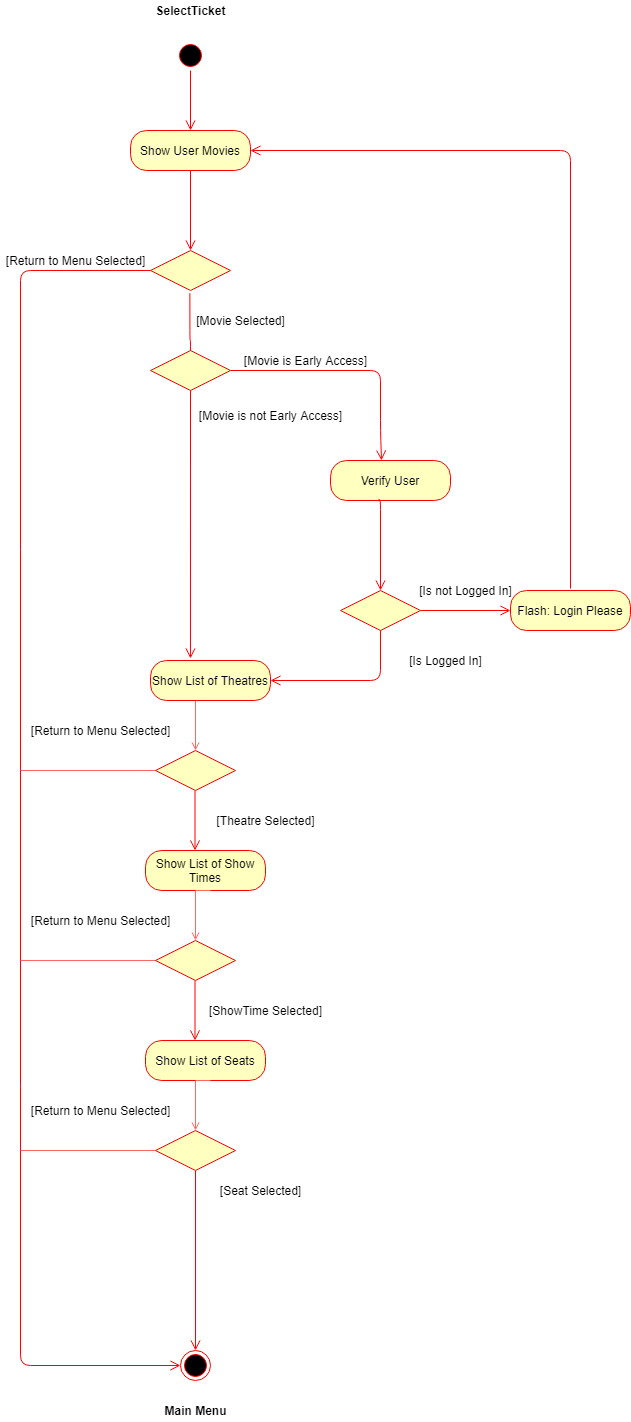 SelectTicket
Show User Movies
[Return to Menu Selected]
[Movie Selected]
[Movie is Early Access]
[Movie is not Early Access]
Verify User
[Is not Logged In]
Flash: Login Please
[Is Logged In]
Show List of Theatres
[Return to Menu Selected]
[Theatre Selected]
Show List of Show
Times
[Return to Menu Selected]
[ShowTime Selected]
Show List of Seats
[Return to Menu Selected]
[Seat Selected]
Main Menu